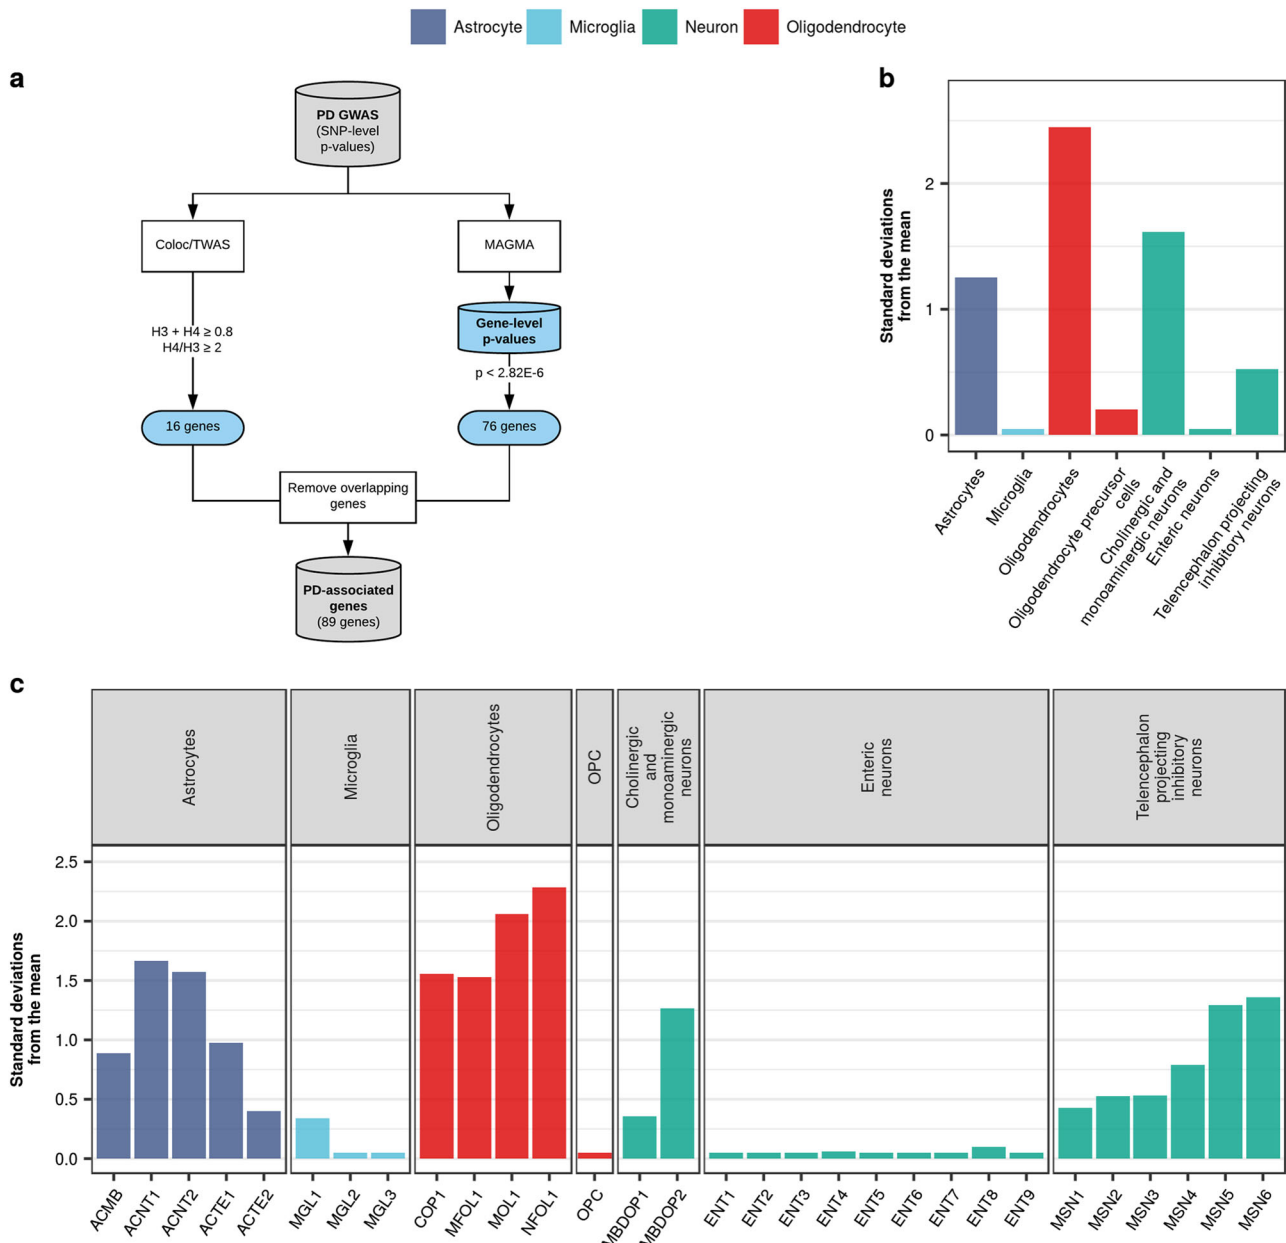 Astrocyte Microglia Neuron Oligodendrocyte
a
PD GWAS
(SNP-level
p-values)
Coloc/TWAS
MAGMA
H3 + H4 ≥ 0.8
H4/H3 ≥ 2
Gene-level
p-values
p < 2.82E-6
16 genes
76 genes
Remove overlapping
genes
PD-associated
genes
(89 genes)
b
Standard deviations
from the mean
2
1
0
Astrocytes
Microglia
Oligodendrocytes
Oligodendrocyte precursor
cells
Cholinergic and
monoaminergic neurons
Enteric neurons
Telencephalon projecting
inhibitory neurons
c
Astrocytes
Microglia
Oligodendrocytes
OPC
Cholinergic
and
monoaminergic
neurons
Enteric
neurons
Telencephalon
projecting
inhibitory
neurons
Standard deviations
from the mean
2.5
2.0
1.5
1.0
0.5
0.0
ACMB
ACNT1
ACNT2
ACTE1
ACTE2
MGL1
MGL2
MGL3
COP1
MFOL1
MOL1
NFOL1
OPC
MBDOP1
MBDOP2
ENT1
ENT2
ENT3
ENT4
ENT5
ENT6
ENT7
ENT8
ENT9
MSN1
MSN2
MSN3
MSN4
MSN5
MSN6